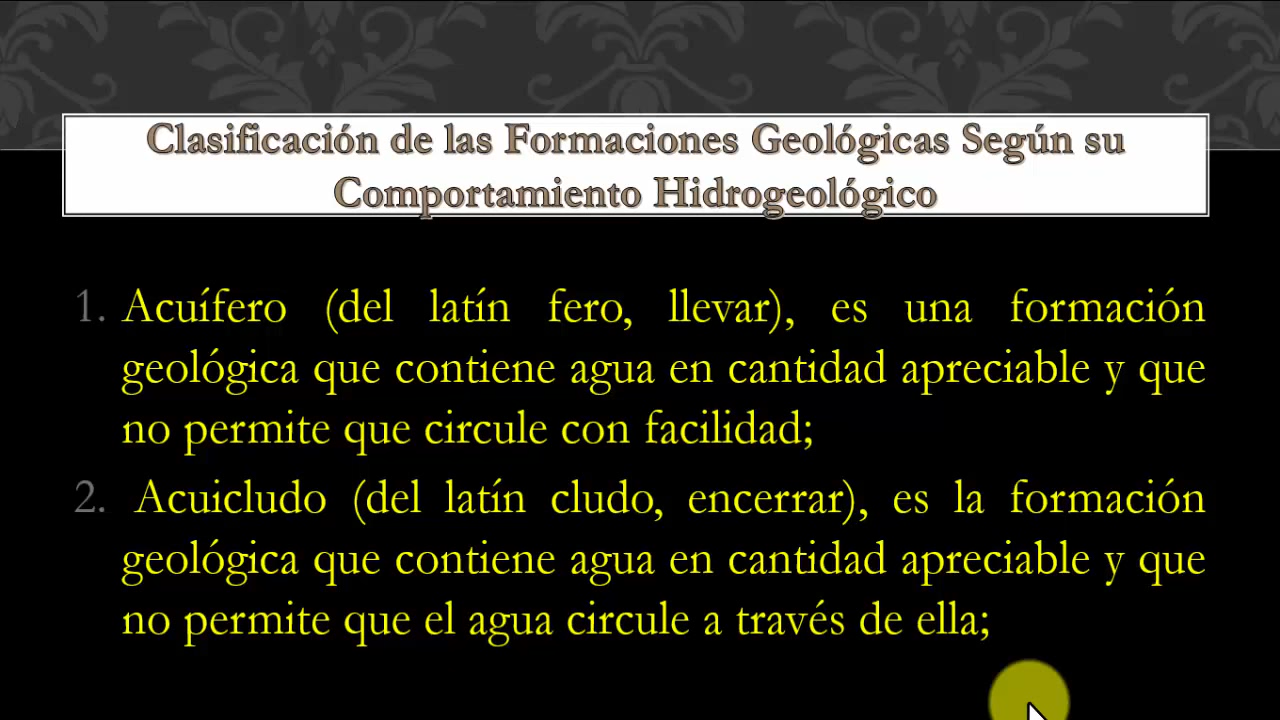 Clasificación de las Formaciones Geológicas Según su
Comportamiento Hidrogeológico
1. Acuífero (del latín fero, llevar), es una formación
geológica que contiene agua en cantidad apreciable y que
no permite que circule con facilidad;
2. Acuicludo (del latín cludo, encerrar), es la formación
geológica que contiene agua en cantidad apreciable y que
no permite que el agua circule a través de ella;